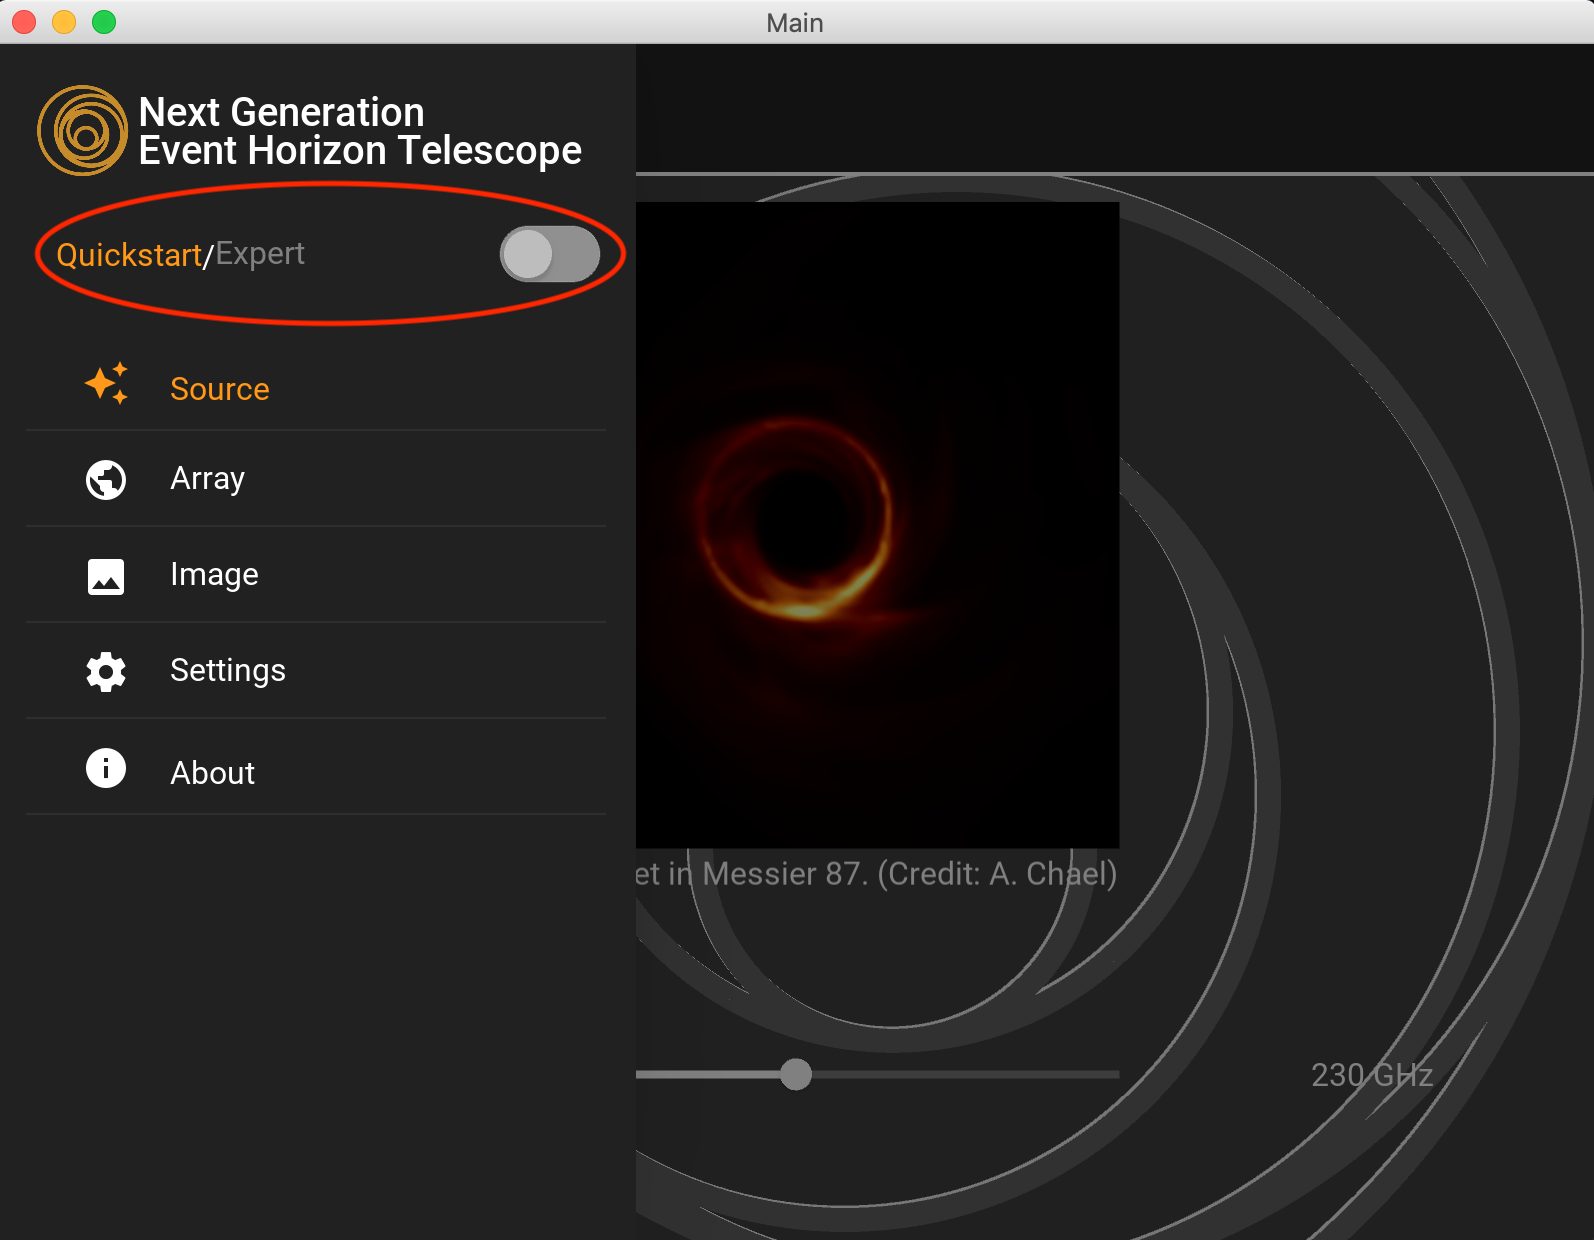 Main
Next Generation
Event Horizon Telescope
Quickstart/Expert
Source
Array
Image
Settings
About
et in Messier 87. (Credit: A. Chael)
230 GHz